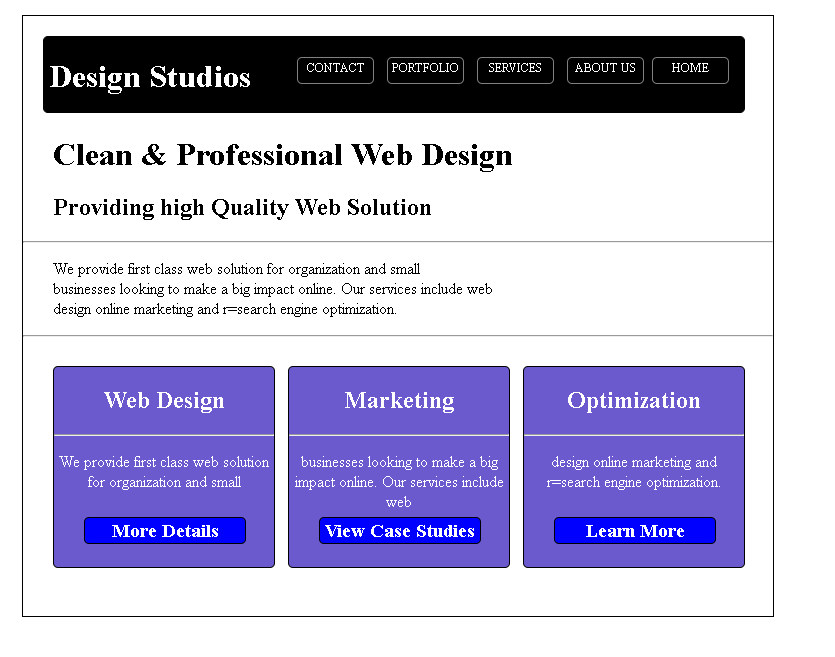 Design Studios
CONTACT
PORTFOLIO
SERVICES
ABOUT US
HOME
Clean & Professional Web Design
Providing high Quality Web Solution
We provide first class web solution for organization and small
businesses looking to make a big impact online. Our services include web
design online marketing and r=search engine optimization.
Web Design
We provide first class web solution
for organization and small
More Details
Marketing
businesses looking to make a big
impact online. Our services include
web
View Case Studies
Optimization
design online marketing and
r=search engine optimization.
Learn More